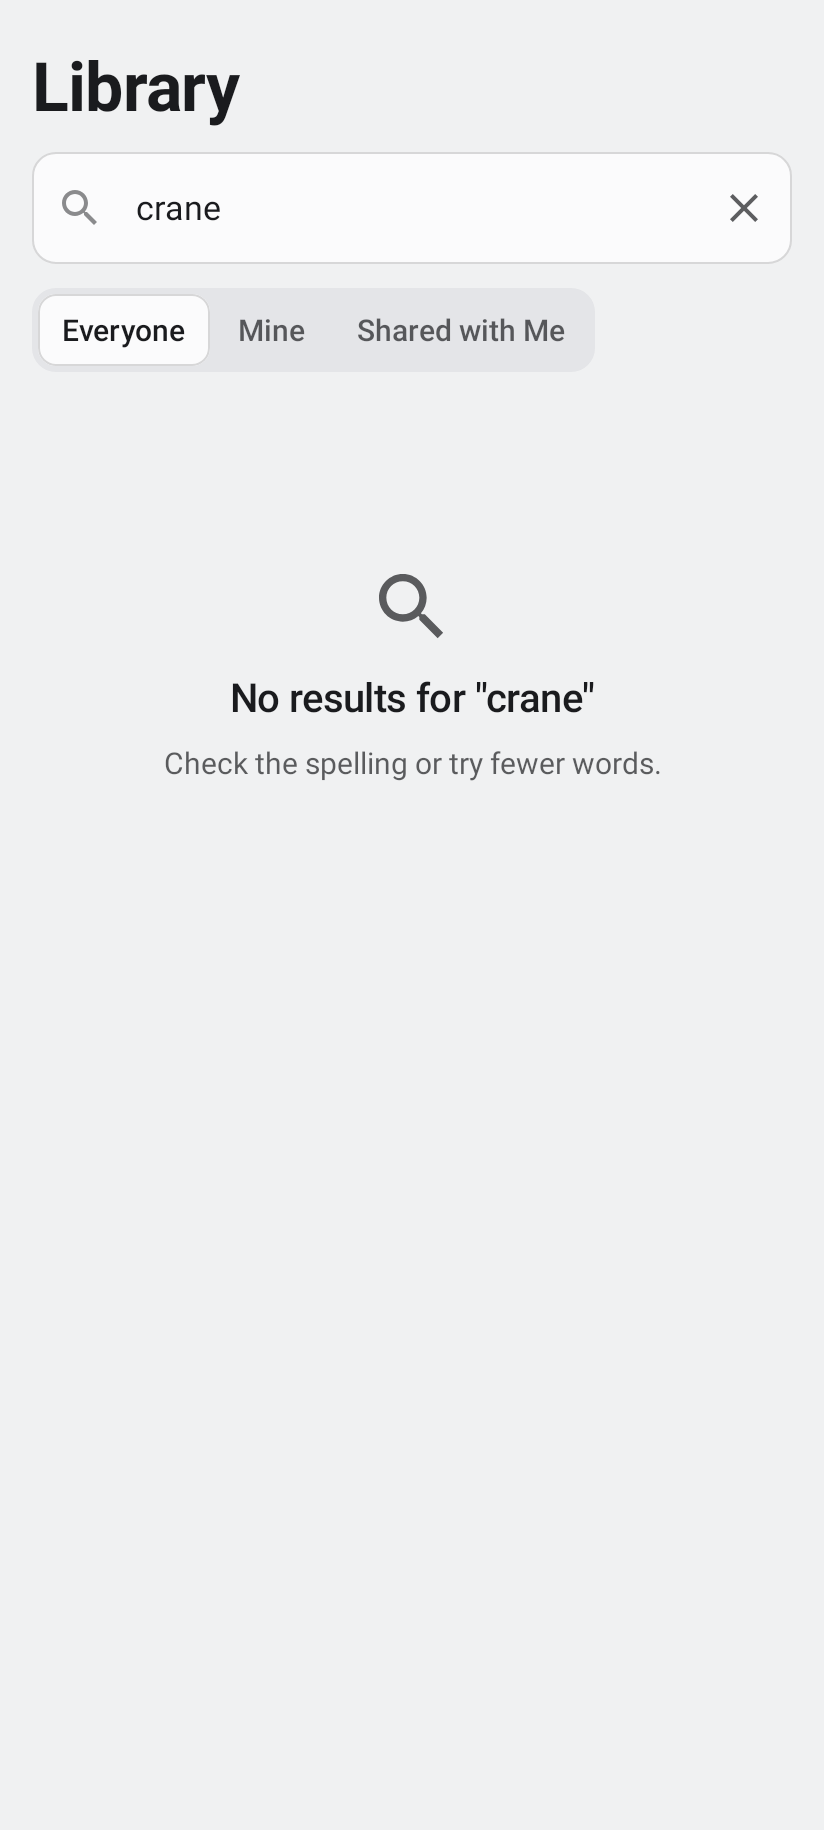 Library
crane
Everyone Mine Shared with Me
No results for "crane"
Check the spelling or try fewer words.